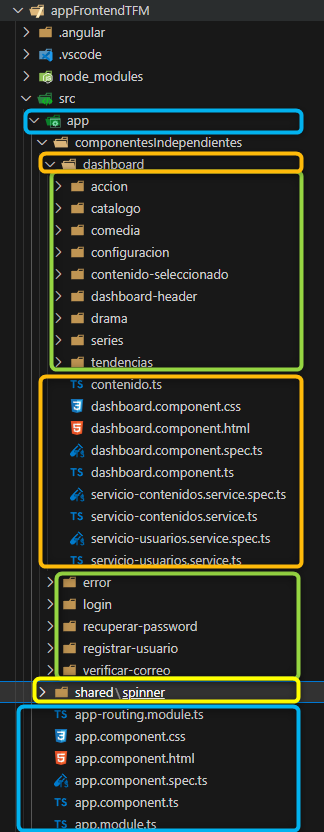 appFrontendTFM
.angular
.vscode
node_modules
src
app
componentesIndependientes
dashboard
accion
catalogo
comedia
configuracion
contenido-seleccionado
dashboard-header
drama
series
tendencias
TS contenido.ts
dashboard.component.css
dashboard.component.html
dashboard.component.spec.ts
TS dashboard.component.ts
servicio-contenidos.service.spec.ts
TS servicio-contenidos.service.ts
servicio-usuarios.service.spec.ts
TS servicio-usuarios.service.ts
error
login
recuperar-password
registrar-usuario
verificar-correo
shared\spinner
TS app-routing.module.ts
app.component.css
app.component.html
app.component.spec.ts
TS app.component.ts
TS app.module.ts